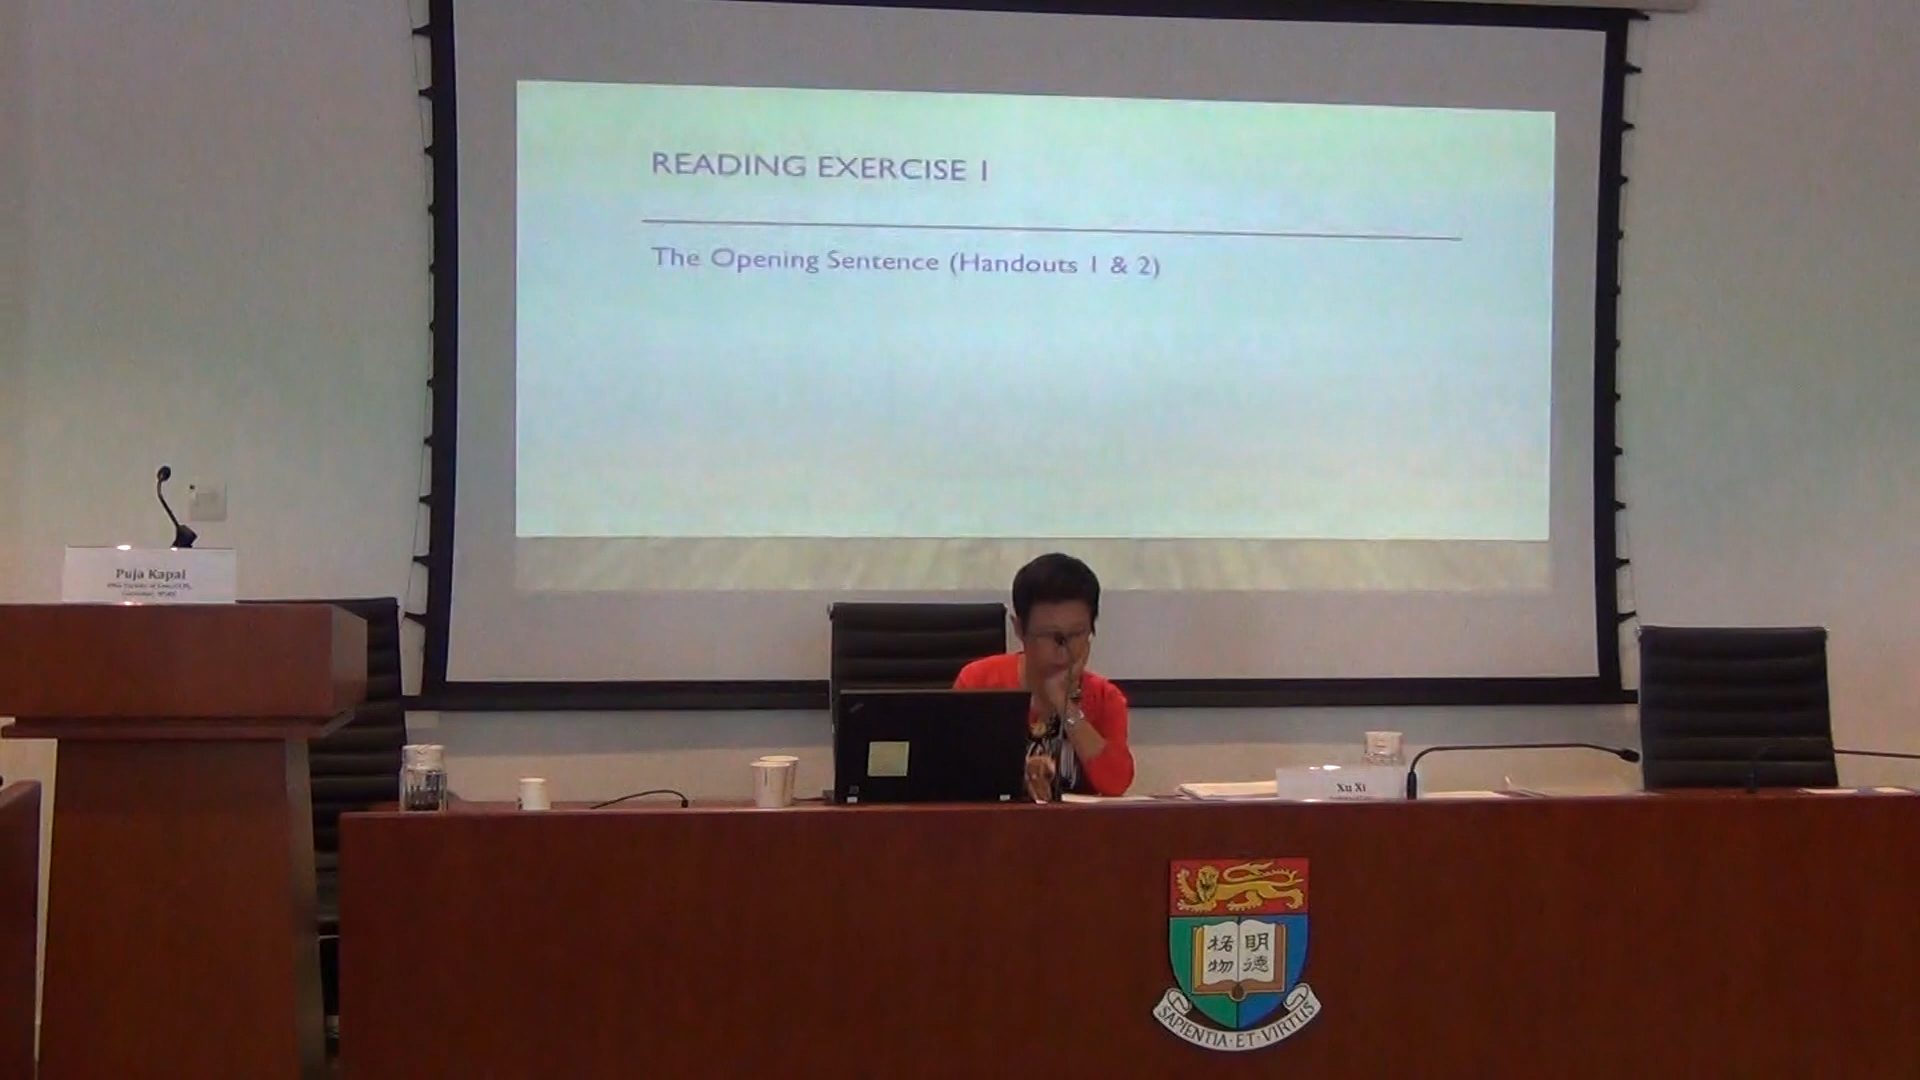 READING EXERCISE 1
The Opening Sentence (Handouts 1 & 2)
Puja Kapai
Xu Xi
明德
格物
SAPIENTIA·ET·VIRTUS